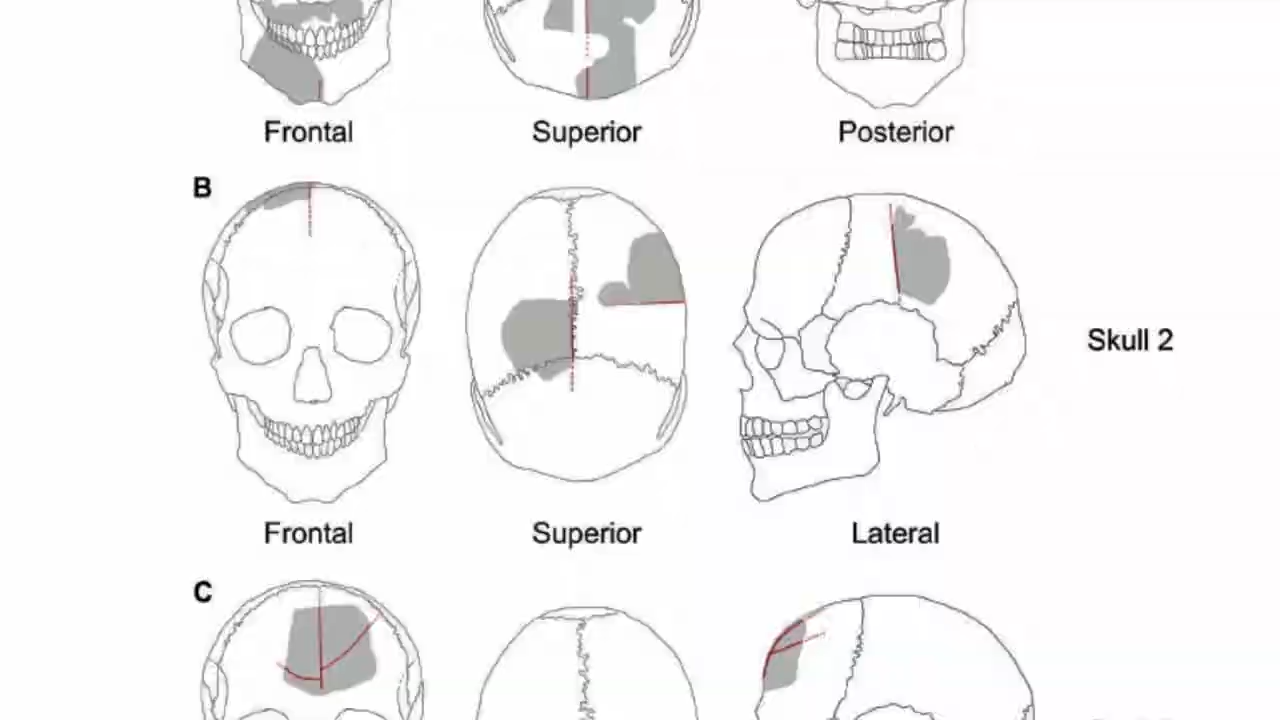 Frontal Superior Posterior
B
Skull 2
Frontal Superior Lateral
C